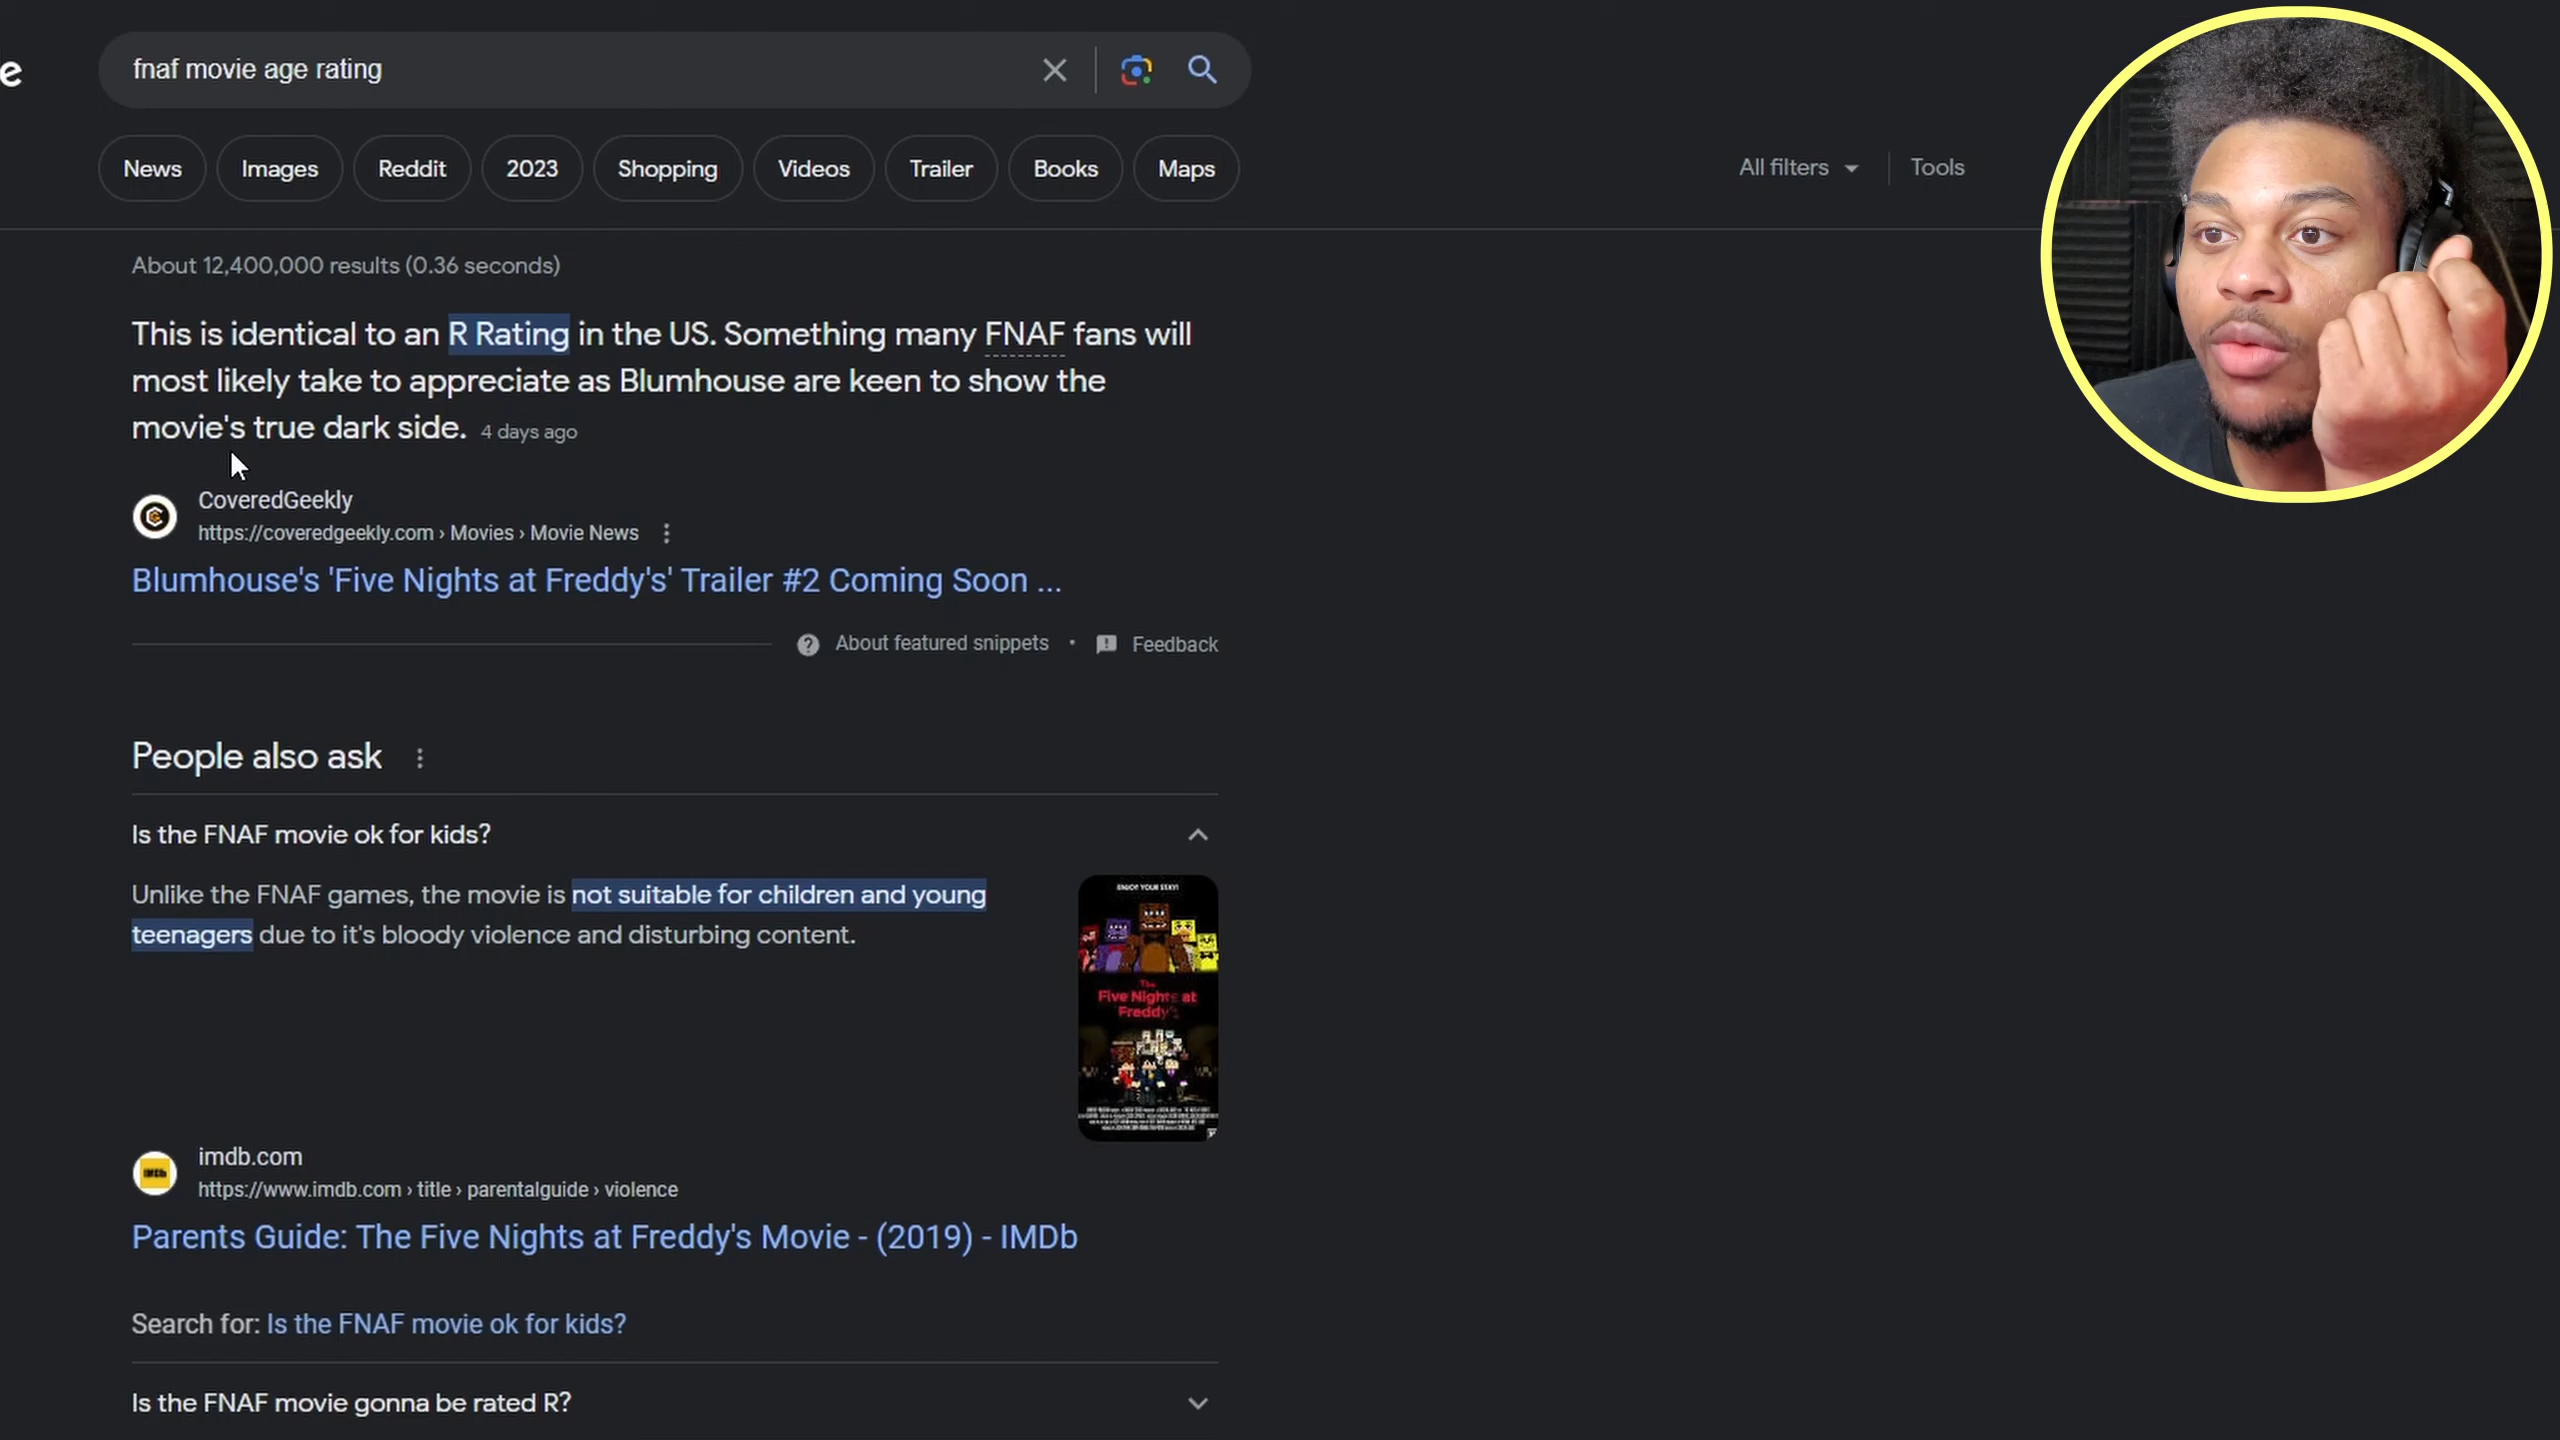 e
fnaf movie age rating
News Images Reddit 2023 Shopping Videos Trailer Books Maps All filters Tools
About 12,400,000 results (0.36 seconds)
This is identical to an R Rating in the US. Something many FNAF fans will
most likely take to appreciate as Blumhouse are keen to show the
movie's true dark side. 4 days ago
CoveredGeekly
https://coveredgeekly.com › Movies › Movie News
Blumhouse's 'Five Nights at Freddy's' Trailer #2 Coming Soon ...
About featured snippets • Feedback
People also ask
Is the FNAF movie ok for kids?
Unlike the FNAF games, the movie is not suitable for children and young
teenagers due to it's bloody violence and disturbing content.
ENJOY YOUR STAY!
The
Five Nights at
Freddy's
imdb.com
IMDb
https://www.imdb.com › title › parentalguide › violence
Parents Guide: The Five Nights at Freddy's Movie - (2019) - IMDb
Search for: Is the FNAF movie ok for kids?
Is the FNAF movie gonna be rated R?